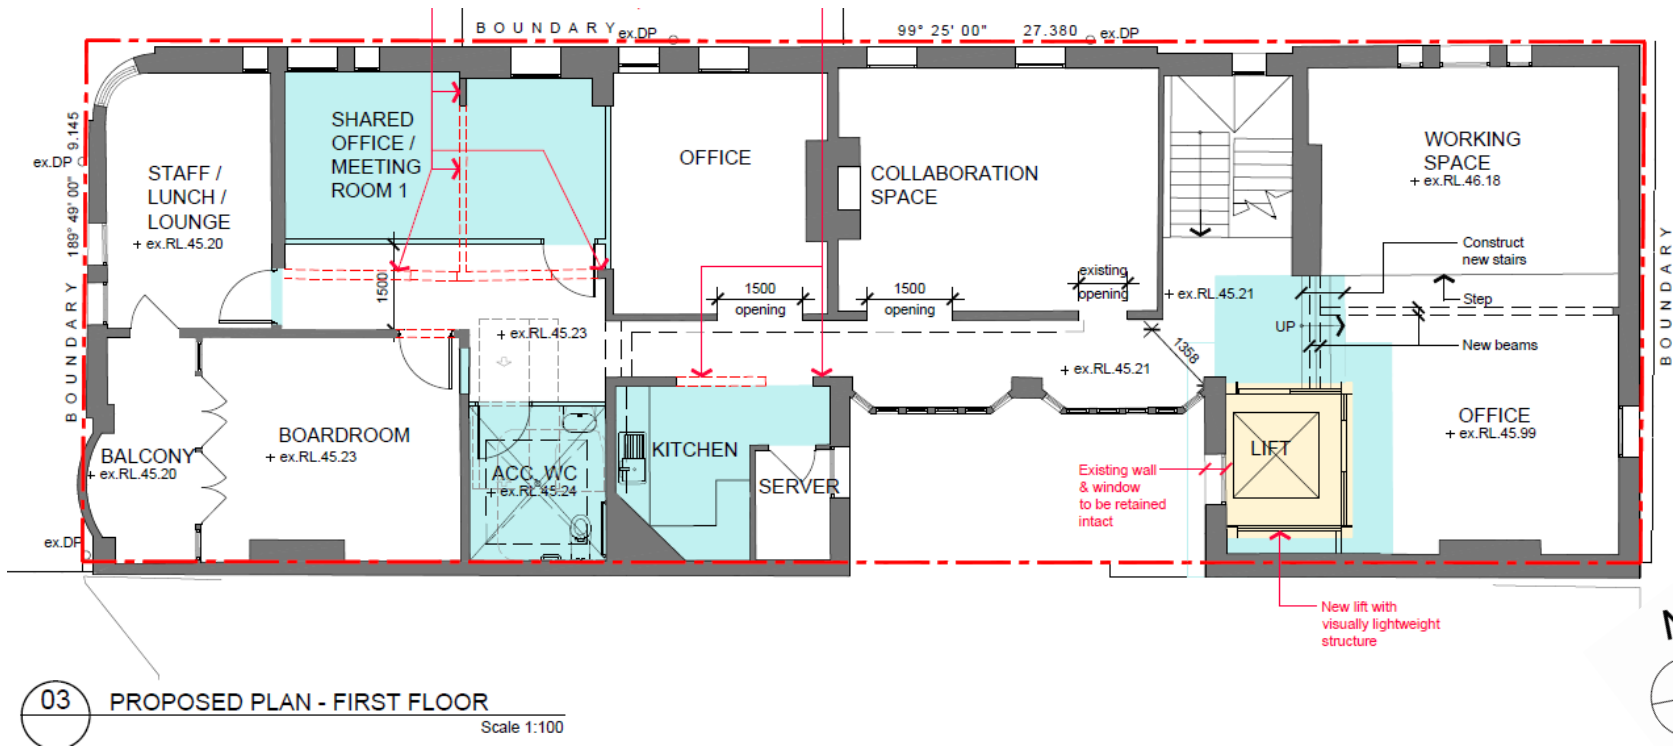 BOUNDARY
ex.DP
99° 25' 00"
27.380
ex.DP
9.145
189° 49' 00"
ex.DP
BOUNDARY
ex.DP
STAFF /
LUNCH /
LOUNGE
+ ex.RL.45.20
SHARED
OFFICE /
MEETING
ROOM 1
OFFICE
COLLABORATION
SPACE
WORKING
SPACE
+ ex.RL.46.18
BOUNDARY
1500
1500
opening
1500
opening
existing
opening
+ ex.RL.45.21
Construct
new stairs
Step
UP
New beams
+ ex.RL.45.23
1358
+ ex.RL.45.21
BALCONY
+ ex.RL.45.20
BOARDROOM
+ ex.RL.45.23
ACC. WC
+ ex.RL.45.24
KITCHEN
SERVER
Existing wall
& window
to be retained
intact
LIFT
OFFICE
+ ex.RL.45.99
New lift with
visually lightweight
structure
03
PROPOSED PLAN - FIRST FLOOR
Scale 1:100